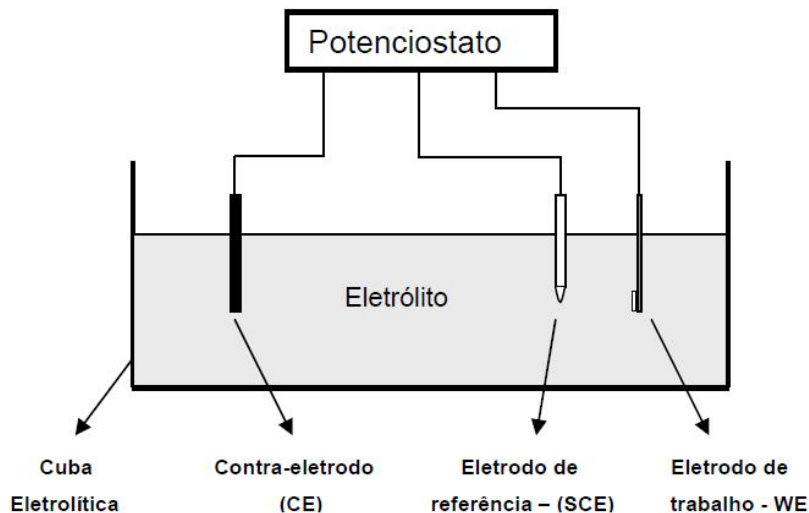 Potenciostato
Eletrólito
Cuba
Eletrolítica
Contra-eletrodo
(CE)
Eletrodo de
referência – (SCE)
Eletrodo de
trabalho - WE